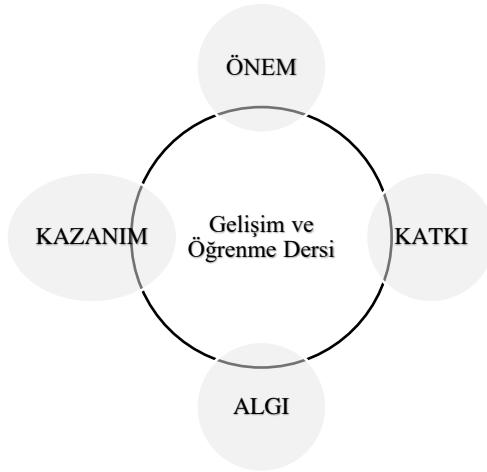 ÖNEM
KAZANIM
Gelişim ve
Öğrenme Dersi
KATKI
ALGI